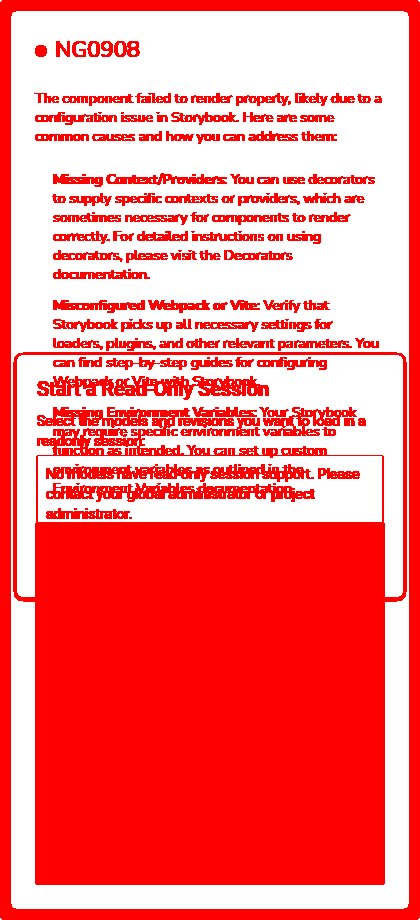 NG0908
The component failed to render properly, likely due to a
configuration issue in Storybook. Here are some
common causes and how you can address them:
Missing Context/Providers: You can use decorators
to supply specific contexts or providers, which are
sometimes necessary for components to render
correctly. For detailed instructions on using
decorators, please visit the Decorators
documentation.
Misconfigured Webpack or Vite: Verify that
Storybook picks up all necessary settings for
loaders, plugins, and other relevant parameters. You
can find step-by-step guides for configuring
Webpack or Vite with Storybook.
Start a Read-Only Session
Missing Environment Variables: Your Storybook
Select the models and revisions you want to load in a
may require specific environment variables to
readonly session:
function as intended. You can set up custom
environment variables as outlined in the
No models have read-only session support. Please
Environment Variables documentation.
contact your global administrator or project
administrator.